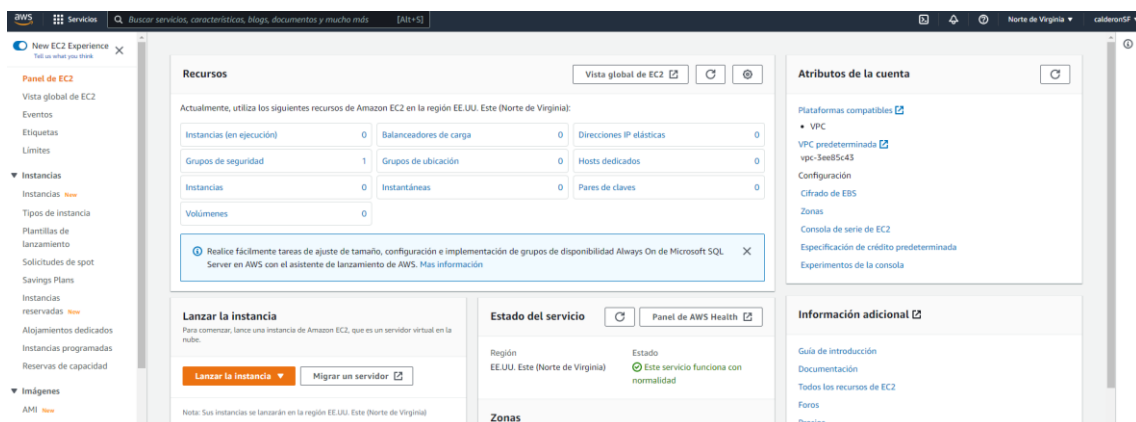 aws Servicios Buscar servicios, características, blogs, documentos y mucho más [Alt+S] Norte de Virginia calderonSF
New EC2 Experience
Tell us what you think
Panel de EC2
Vista global de EC2
Eventos
Etiquetas
Límites
Instancias
Instancias New
Tipos de instancia
Plantillas de
lanzamiento
Solicitudes de spot
Savings Plans
Instancias
reservadas New
Alojamientos dedicados
Instancias programadas
Reservas de capacidad
Imágenes
AMI New
Recursos
Vista global de EC2
Actualmente, utiliza los siguientes recursos de Amazon EC2 en la región EE.UU. Este (Norte de Virginia):
Instancias (en ejecución) 0 Balanceadores de carga 0 Direcciones IP elásticas 0
Grupos de seguridad 1 Grupos de ubicación 0 Hosts dedicados 0
Instancias 0 Instantáneas 0 Pares de claves 0
Volúmenes 0
Realice fácilmente tareas de ajuste de tamaño, configuración e implementación de grupos de disponibilidad Always On de Microsoft SQL
Server en AWS con el asistente de lanzamiento de AWS. Mas información
Lanzar la instancia
Para comenzar, lance una instancia de Amazon EC2, que es un servidor virtual en la
nube.
Lanzar la instancia Migrar un servidor
Nota: Sus instancias se lanzarán en la región EE.UU. Este (Norte de Virginia)
Estado del servicio
Panel de AWS Health
Región Estado
EE.UU. Este (Norte de Virginia) Este servicio funciona con
normalidad
Zonas
Atributos de la cuenta
Plataformas compatibles
VPC
VPC predeterminada
vpc-3ee85c43
Configuración
Cifrado de EBS
Zonas
Consola de serie de EC2
Especificación de crédito predeterminada
Experimentos de la consola
Información adicional
Guía de introducción
Documentación
Todos los recursos de EC2
Foros